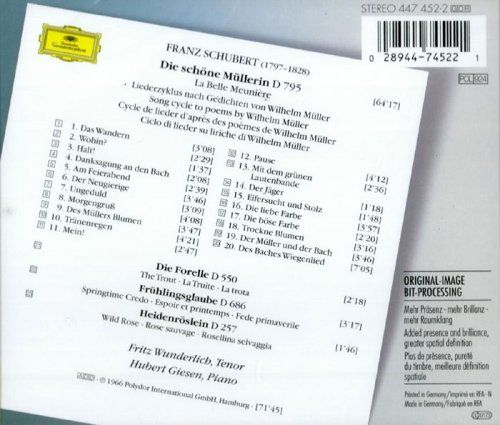 STEREO 447 452-2
0 28944 74522 1
Deutsche
Grammophon
POL 924
FRANZ SCHUBERT (1797-1828)
Die schöne Müllerin D 795 [64'17]
La Belle Meunière
Liederzyklus nach Gedichten von Wilhelm Müller
Song cycle to poems by Wilhelm Müller
Cycle de lieder d'après des poèmes de Wilhelm Müller
Ciclo di lieder su liriche di Wilhelm Müller
1. Das Wandern [3'08]
2. Wohin? [2'29]
3. Halt! [1'37]
4. Danksagung an den Bach [2'08]
5. Am Feierabend [2'39]
6. Der Neugierige [3'46]
7. Ungeduld [3'09]
8. Morgengruß [4'08]
9. Des Müllers Blumen [3'47]
10. Tränenregen [4'21]
11. Mein! [2'47]
12. Pause [4'12]
13. Mit dem grünen
Lautenbande [2'36]
14. Der Jäger [1'18]
15. Eifersucht und Stolz [1'48]
16. Die liebe Farbe [3'57]
17. Die böse Farbe [2'20]
18. Trockne Blumen [3'16]
19. Der Müller und der Bach [3'46]
20. Des Baches Wiegenlied [7'05]
Die Forelle D 550 [2'18]
The Trout · La Truite · La trota
Frühlingsglaube D 686 [3'17]
Springtime Credo · Espoir et printemps · Fede primaverile
Heidenröslein D 257 [1'46]
Wild Rose · Rose sauvage · Rosellina selvaggia
Fritz Wunderlich, Tenor
Hubert Giesen, Piano
ADD ℗ 1966 Polydor International GmbH, Hamburg · [71'45]
ORIGINAL-IMAGE
BIT-PROCESSING
Mehr Präsenz - mehr Brillanz -
mehr Raumklang
Added presence and brilliance,
greater spatial definition
Plus de présence, pureté
du timbre, meilleure définition
spatiale
Printed in Germany/Imprimé en RFA - N
Made in Germany/Fabriqué en RFA